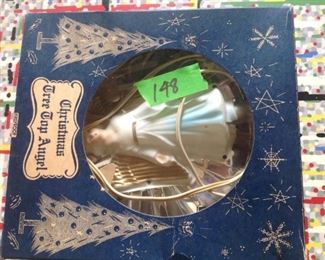 148
Christmas
Tree Top Angel